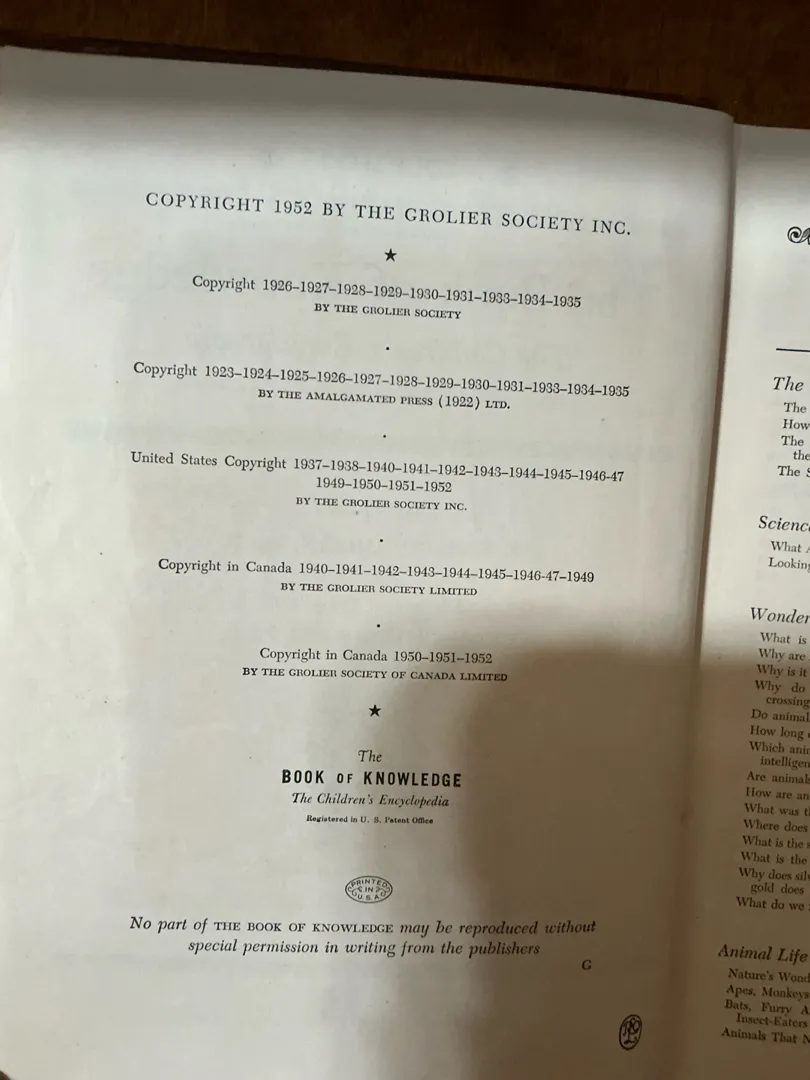 COPYRIGHT 1952 BY THE GROLIER SOCIETY INC.
Copyright 1926–1927–1928–1929–1930–1931–1933–1934–1935
BY THE GROLIER SOCIETY
Copyright 1923–1924–1925–1926–1927–1928–1929–1930–1931–1933–1934–1935
BY THE AMALGAMATED PRESS (1922) LTD.
United States Copyright 1937–1938–1940–1941–1942–1943–1944–1945–1946-47
1949–1950–1951–1952
BY THE GROLIER SOCIETY INC.
Copyright in Canada 1940–1941–1942–1943–1944–1945–1946-47–1949
BY THE GROLIER SOCIETY LIMITED
Copyright in Canada 1950–1951–1952
BY THE GROLIER SOCIETY OF CANADA LIMITED
The
BOOK OF KNOWLEDGE
The Children's Encyclopedia
Registered in U. S. Patent Office
PRINTED
IN
U.S.A.
No part of THE BOOK OF KNOWLEDGE may be reproduced without
special permission in writing from the publishers
G
The
The
How
The
the
The
Science
What
Looking
Wonder
What is
Why are
Why is it
Why do
crossing
Do animal
How long
Which
Are animals
How are an
What was
Where does
What is the
What is the
Why does
gold does
What do we
Animal Life
Nature's
Apes, Monkeys
Bats, Furry
Insect-Eaters
Animals That